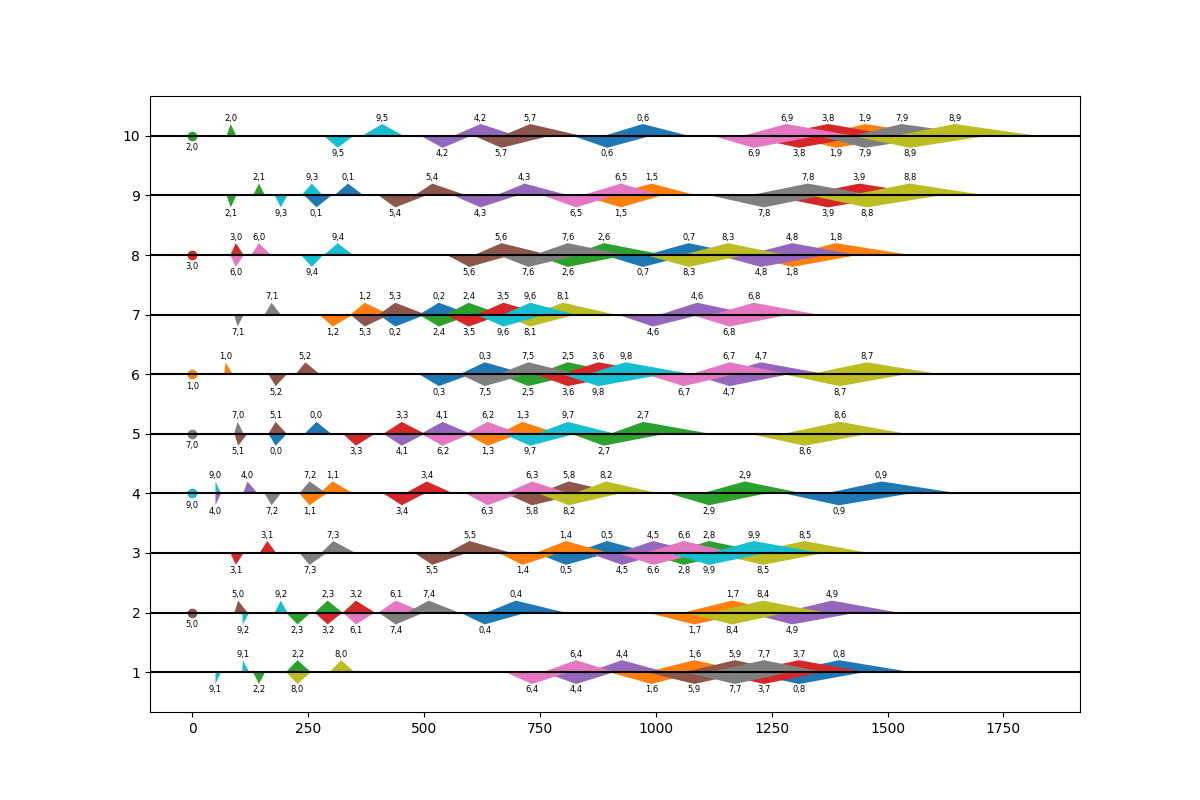 2,0 9,5 4,2 5,7 0,6 6,9 3,8 1,9 7,9 8,9
10
2,0 9,5 4,2 5,7 0,6 6,9 3,8 1,9 7,9 8,9
2,1 9,3 0,1 5,4 4,3 6,5 1,5 7,8 3,9 8,8
9
2,1 9,3 0,1 5,4 4,3 6,5 1,5 7,8 3,9 8,8
3,0 6,0 9,4 5,6 7,6 2,6 0,7 8,3 4,8 1,8
8
6,0 9,4 5,6 7,6 2,6 0,7 8,3 4,8 1,8
7,1 1,2 5,3 0,2 2,4 3,5 9,6 8,1 4,6 6,8
7
7,1 1,2 5,3 0,2 2,4 3,5 9,6 8,1 4,6 6,8
1,0 5,2 0,3 7,5 2,5 3,6 9,8 6,7 4,7 8,7
6
1,0 5,2 0,3 7,5 2,5 3,6 9,8 6,7 4,7 8,7
7,0 5,1 0,0 3,3 4,1 6,2 1,3 9,7 2,7 8,6
5
7,0 5,1 0,0 3,3 4,1 6,2 1,3 9,7 2,7 8,6
9,0 4,0 7,2 1,1 3,4 6,3 5,8 8,2 2,9 0,9
4
9,0 4,0 7,2 1,1 3,4 6,3 5,8 8,2 2,9 0,9
3,1 7,3 5,5 1,4 0,5 4,5 6,6 2,8 9,9 8,5
3
3,1 7,3 5,5 1,4 0,5 4,5 6,6 2,8 9,9 8,5
5,0 9,2 2,3 3,2 6,1 7,4 0,4 1,7 8,4 4,9
2
5,0 9,2 2,3 3,2 6,1 7,4 0,4 1,7 8,4 4,9
9,1 2,2 8,0 6,4 4,4 1,6 5,9 7,7 3,7 0,8
1
9,1 2,2 8,0 6,4 4,4 1,6 5,9 7,7 3,7 0,8
0 250 500 750 1000 1250 1500 1750